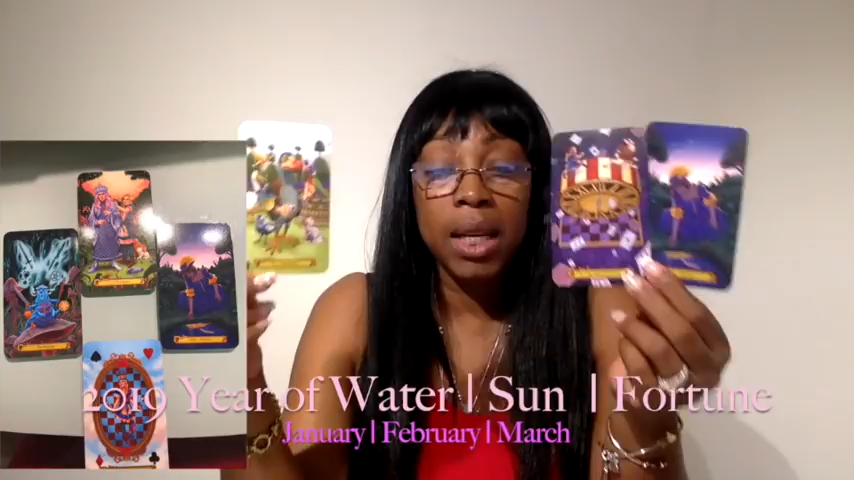 2019 Year of Water | Sun | Fortune
January | February | March